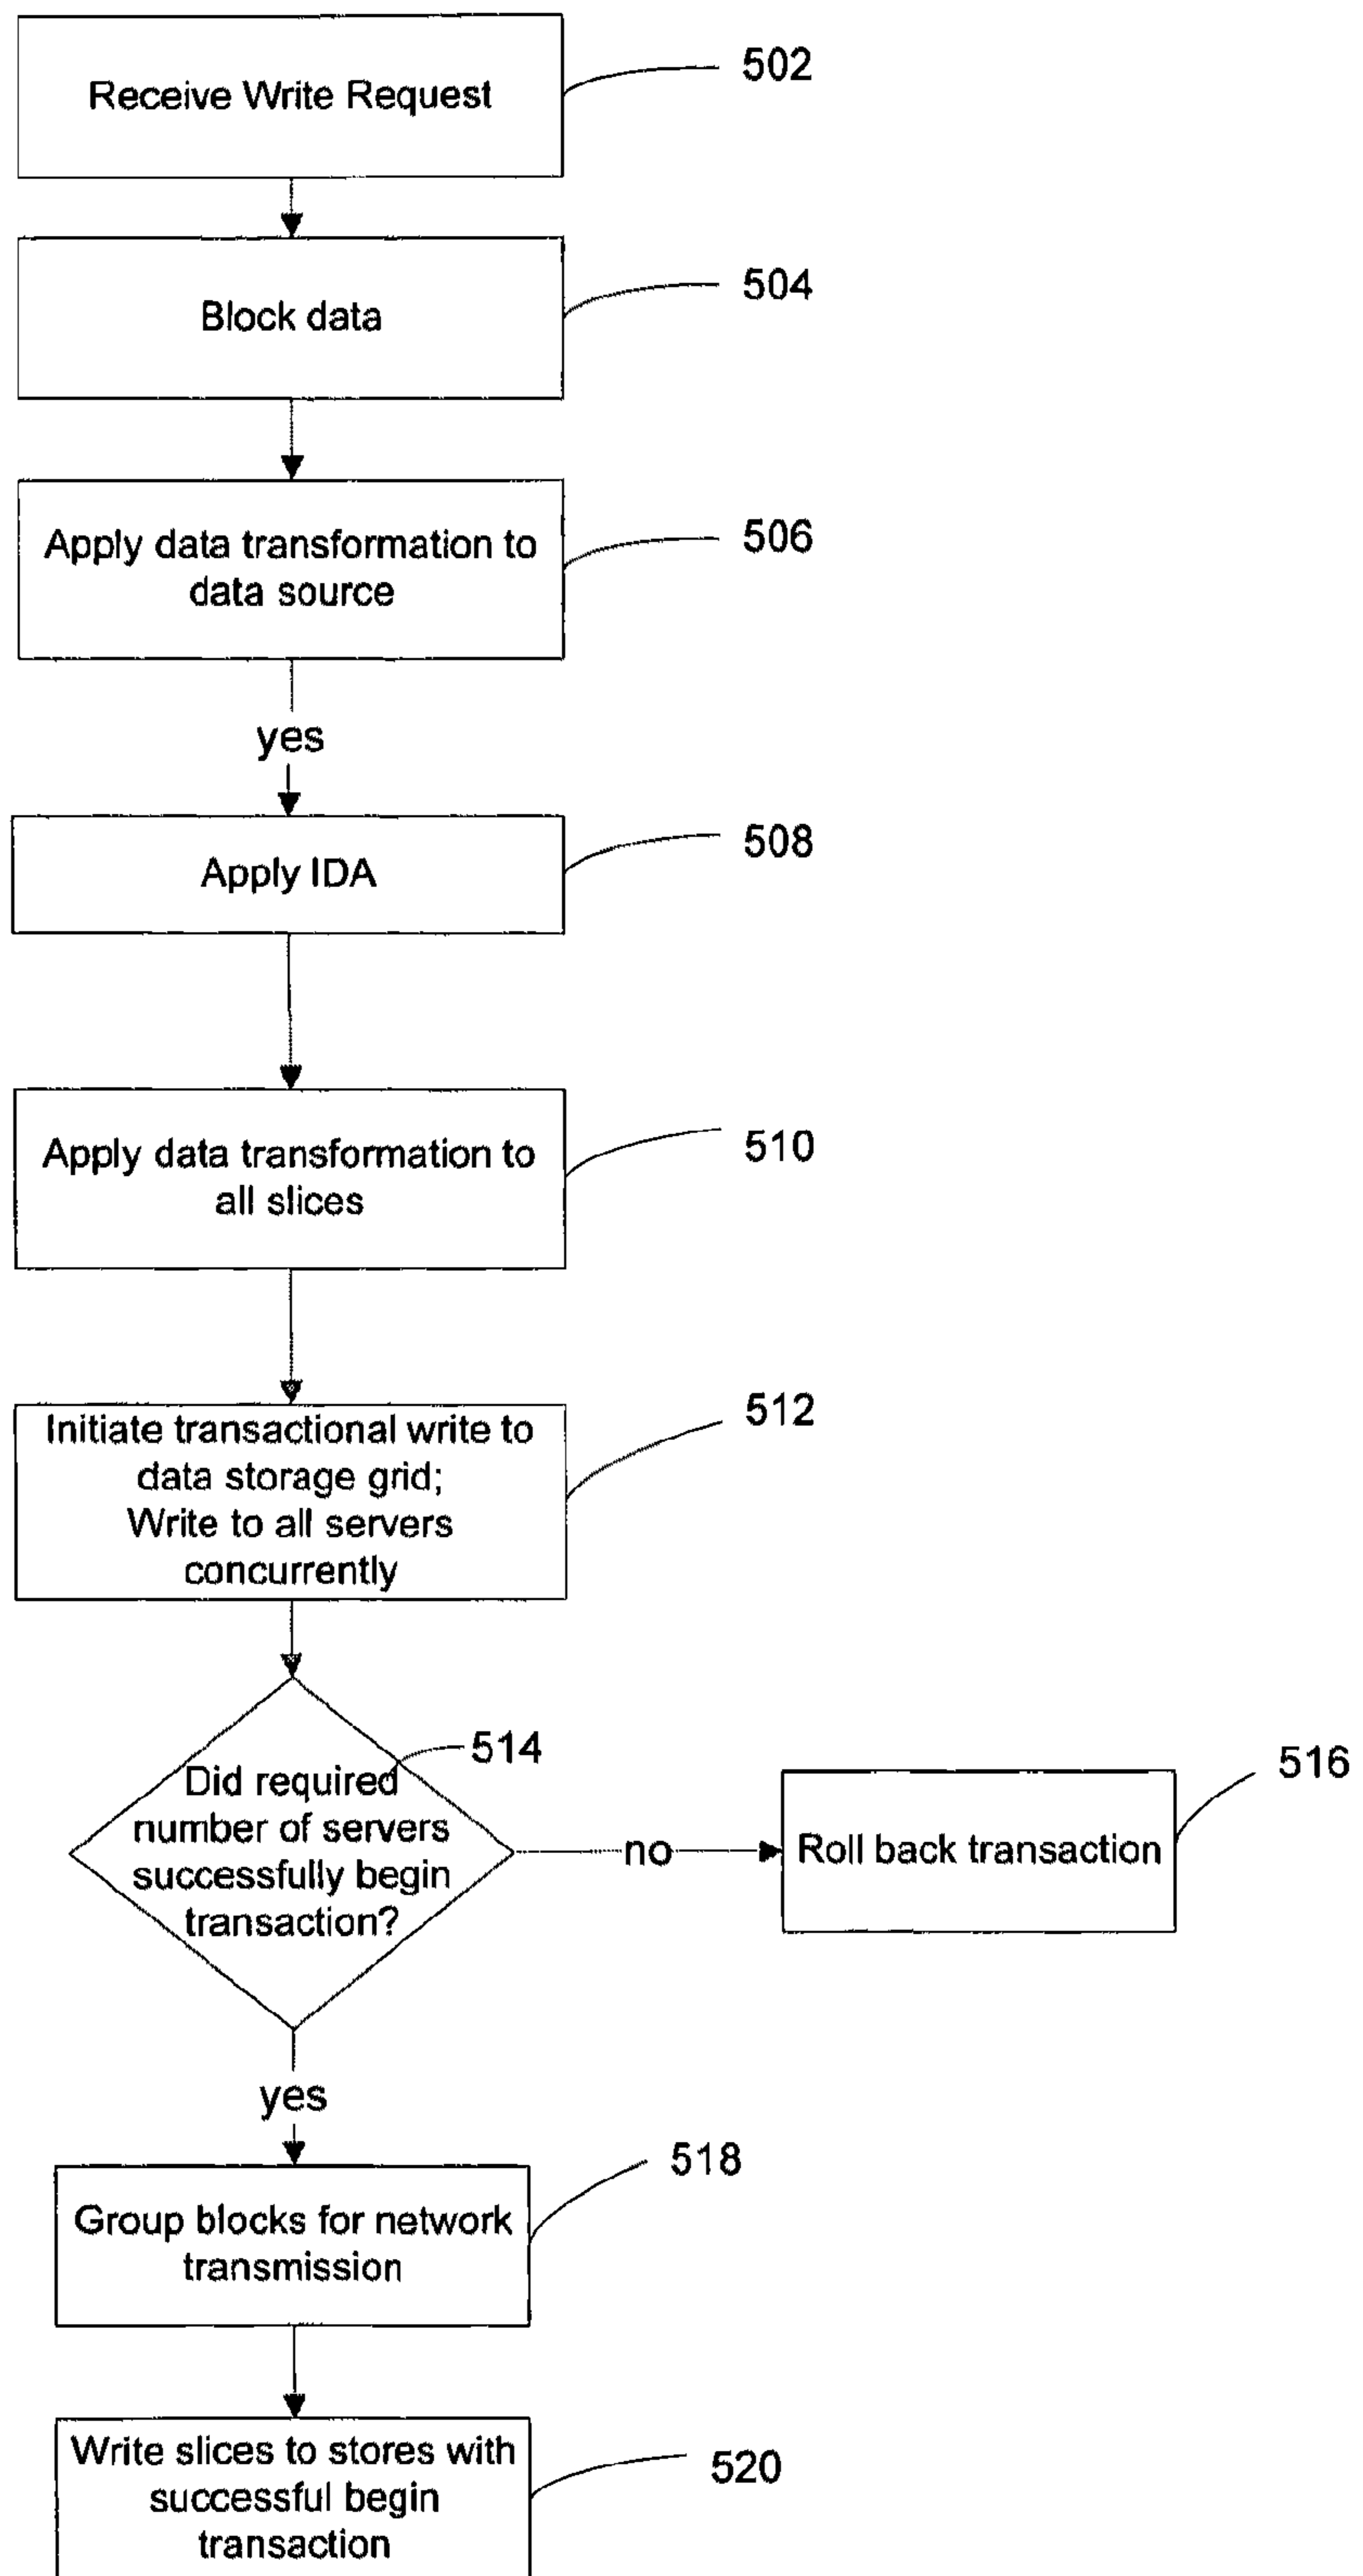 Receive Write Request
502
Block data
504
Apply data transformation to
data source
506
yes
Apply IDA
508
Apply data transformation to
all slices
510
Initiate transactional write to
data storage grid;
Write to all servers
concurrently
512
514
Did required
number of servers
successfully begin
transaction?
no
Roll back transaction
516
yes
Group blocks for network
transmission
518
Write slices to stores with
successful begin
transaction
520